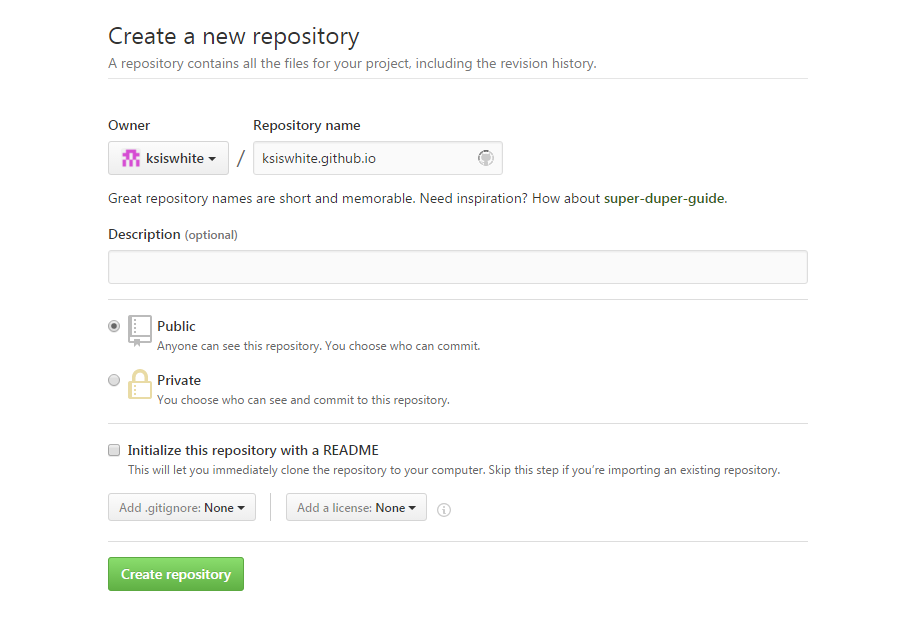 Create a new repository
A repository contains all the files for your project, including the revision history.
Owner
Repository name
ksiswhite
/
ksiswhite.github.io
Great repository names are short and memorable. Need inspiration? How about super-duper-guide.
Description (optional)
Public
Anyone can see this repository. You choose who can commit.
Private
You choose who can see and commit to this repository.
Initialize this repository with a README
This will let you immediately clone the repository to your computer. Skip this step if you’re importing an existing repository.
Add .gitignore: None
Add a license: None
Create repository